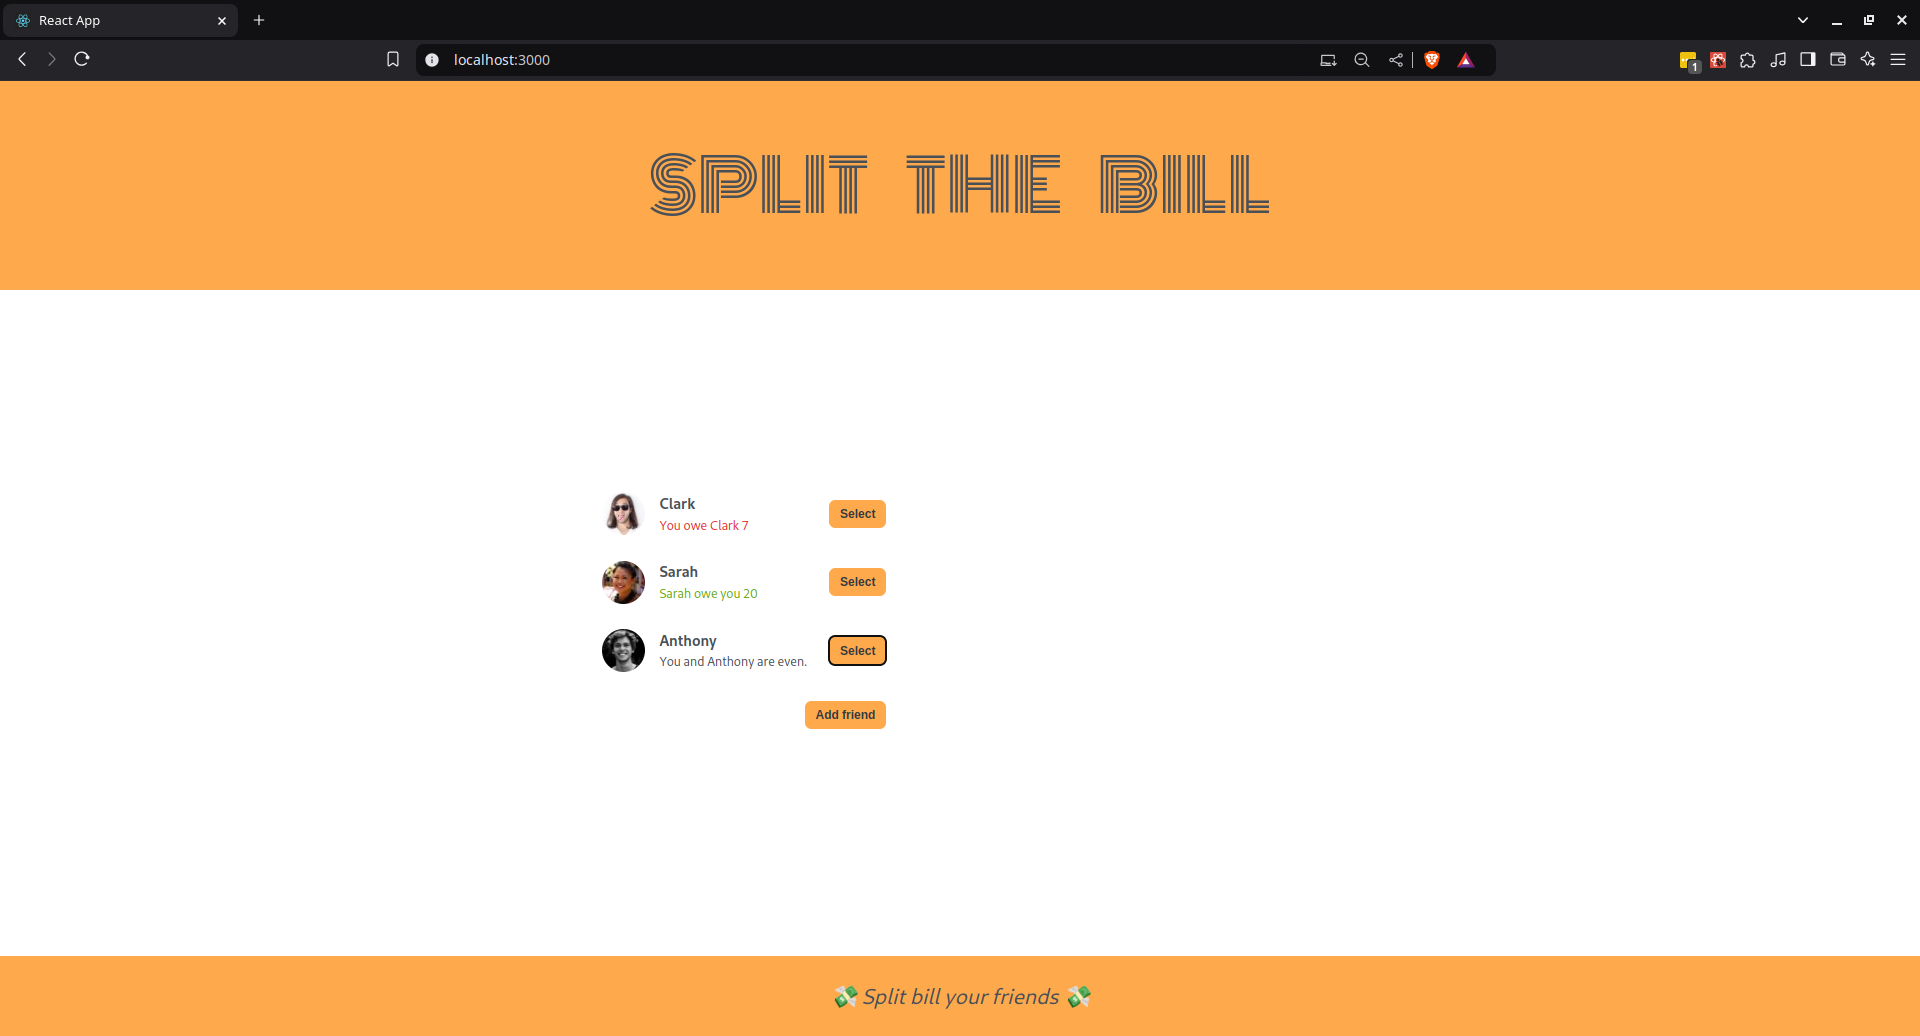 React App
localhost:3000
1
SPLIT THE BILL
Clark
You owe Clark 7
Select
Sarah
Sarah owe you 20
Select
Anthony
You and Anthony are even.
Select
Add friend
💸 Split bill your friends 💸